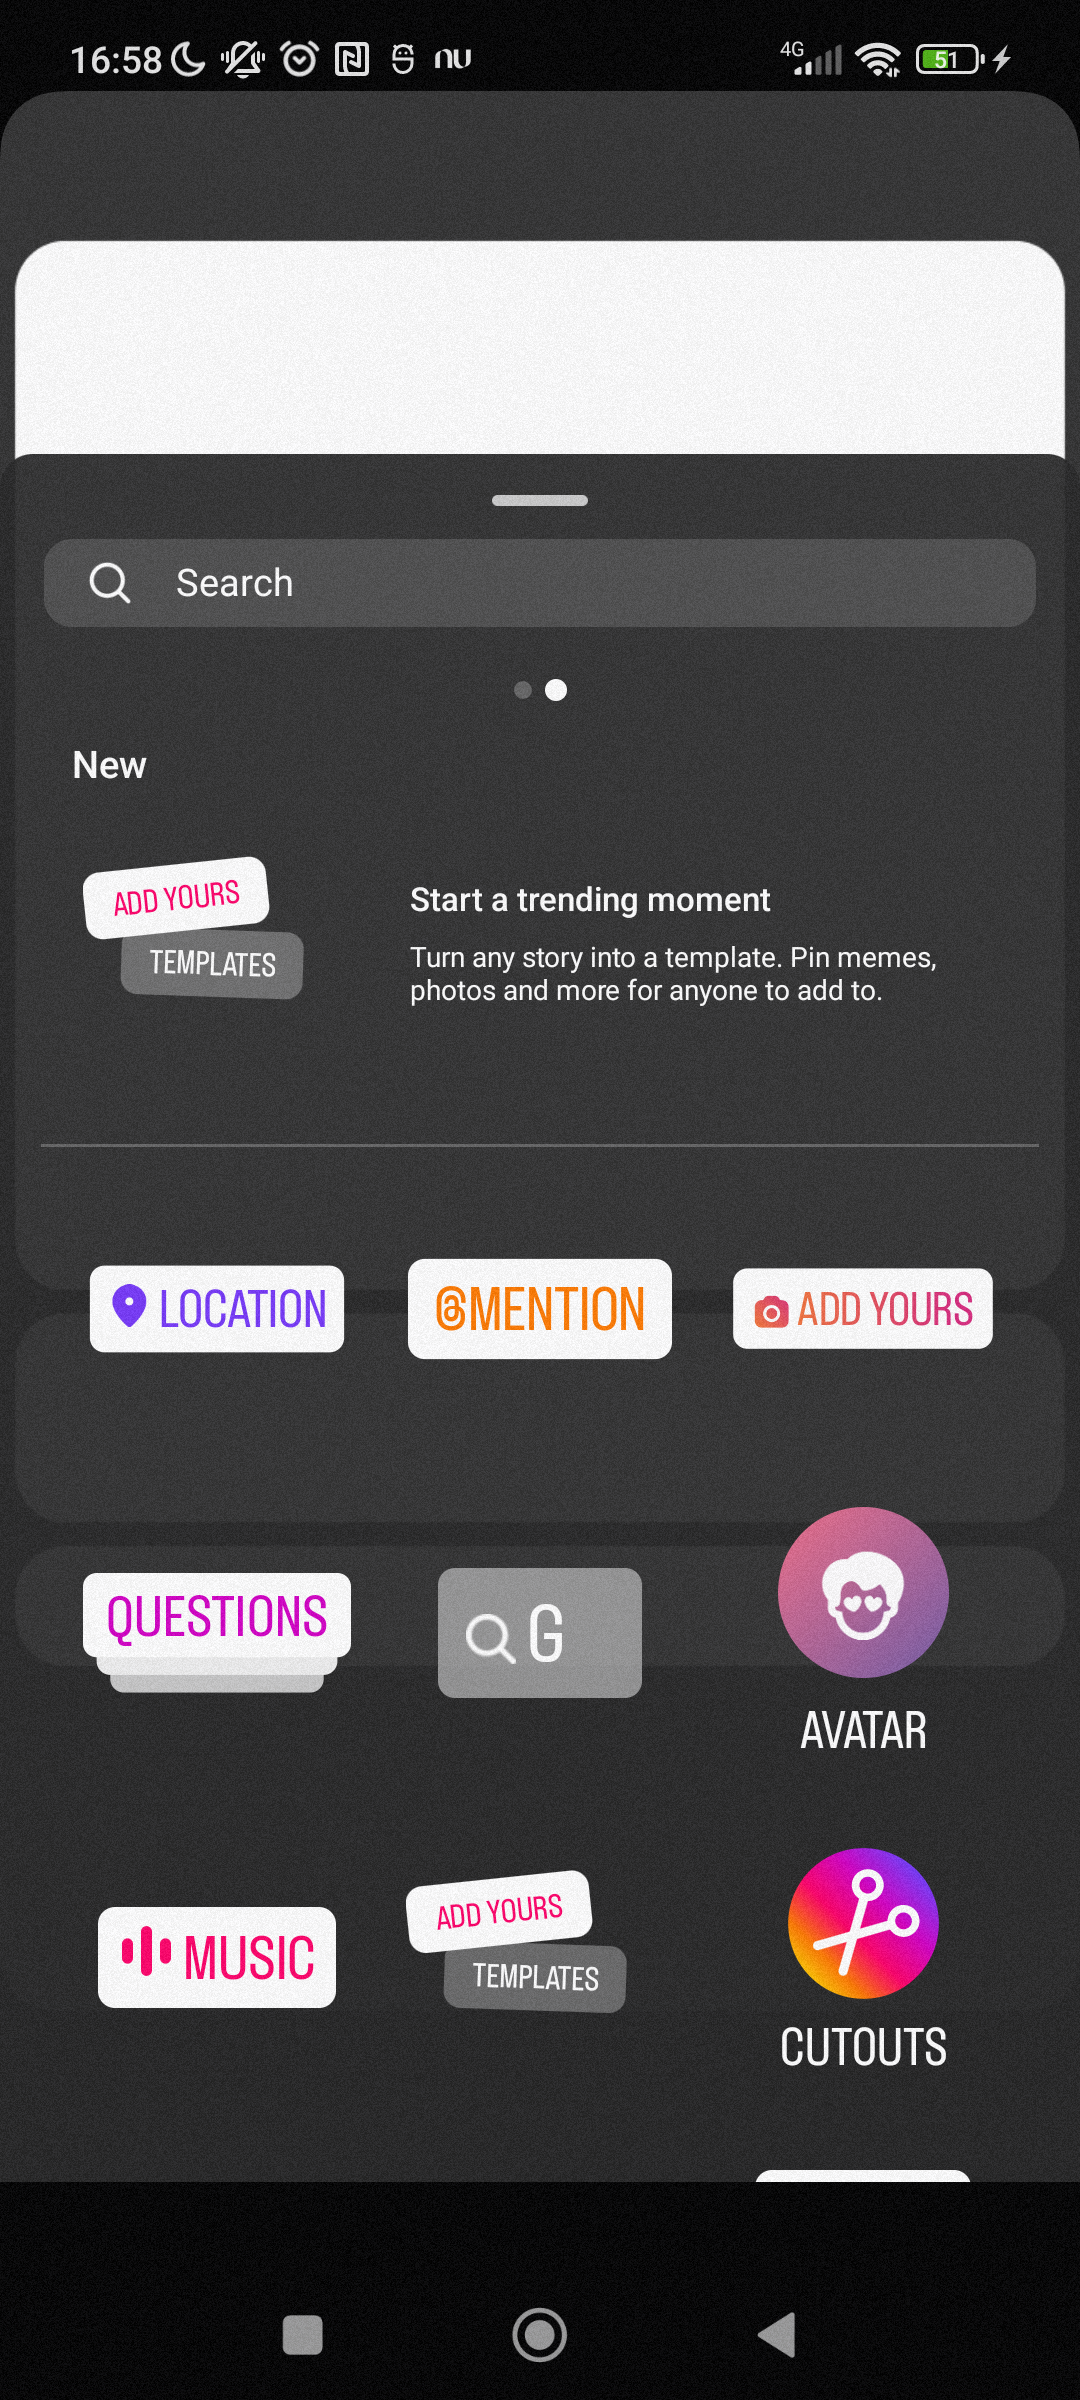 16:58 nu 4G 51
Search
New
ADD YOURS
TEMPLATES
Start a trending moment
Turn any story into a template. Pin memes,
photos and more for anyone to add to.
LOCATION
@MENTION
ADD YOURS
QUESTIONS
G
AVATAR
MUSIC
ADD YOURS
TEMPLATES
CUTOUTS